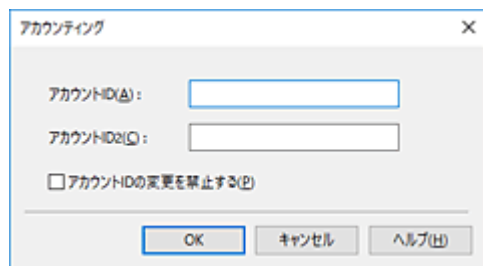 アカウンティング
アカウントID(A):
アカウントID2(C):
アカウントIDの変更を禁止する(P)
OK キャンセル ヘルプ(H)